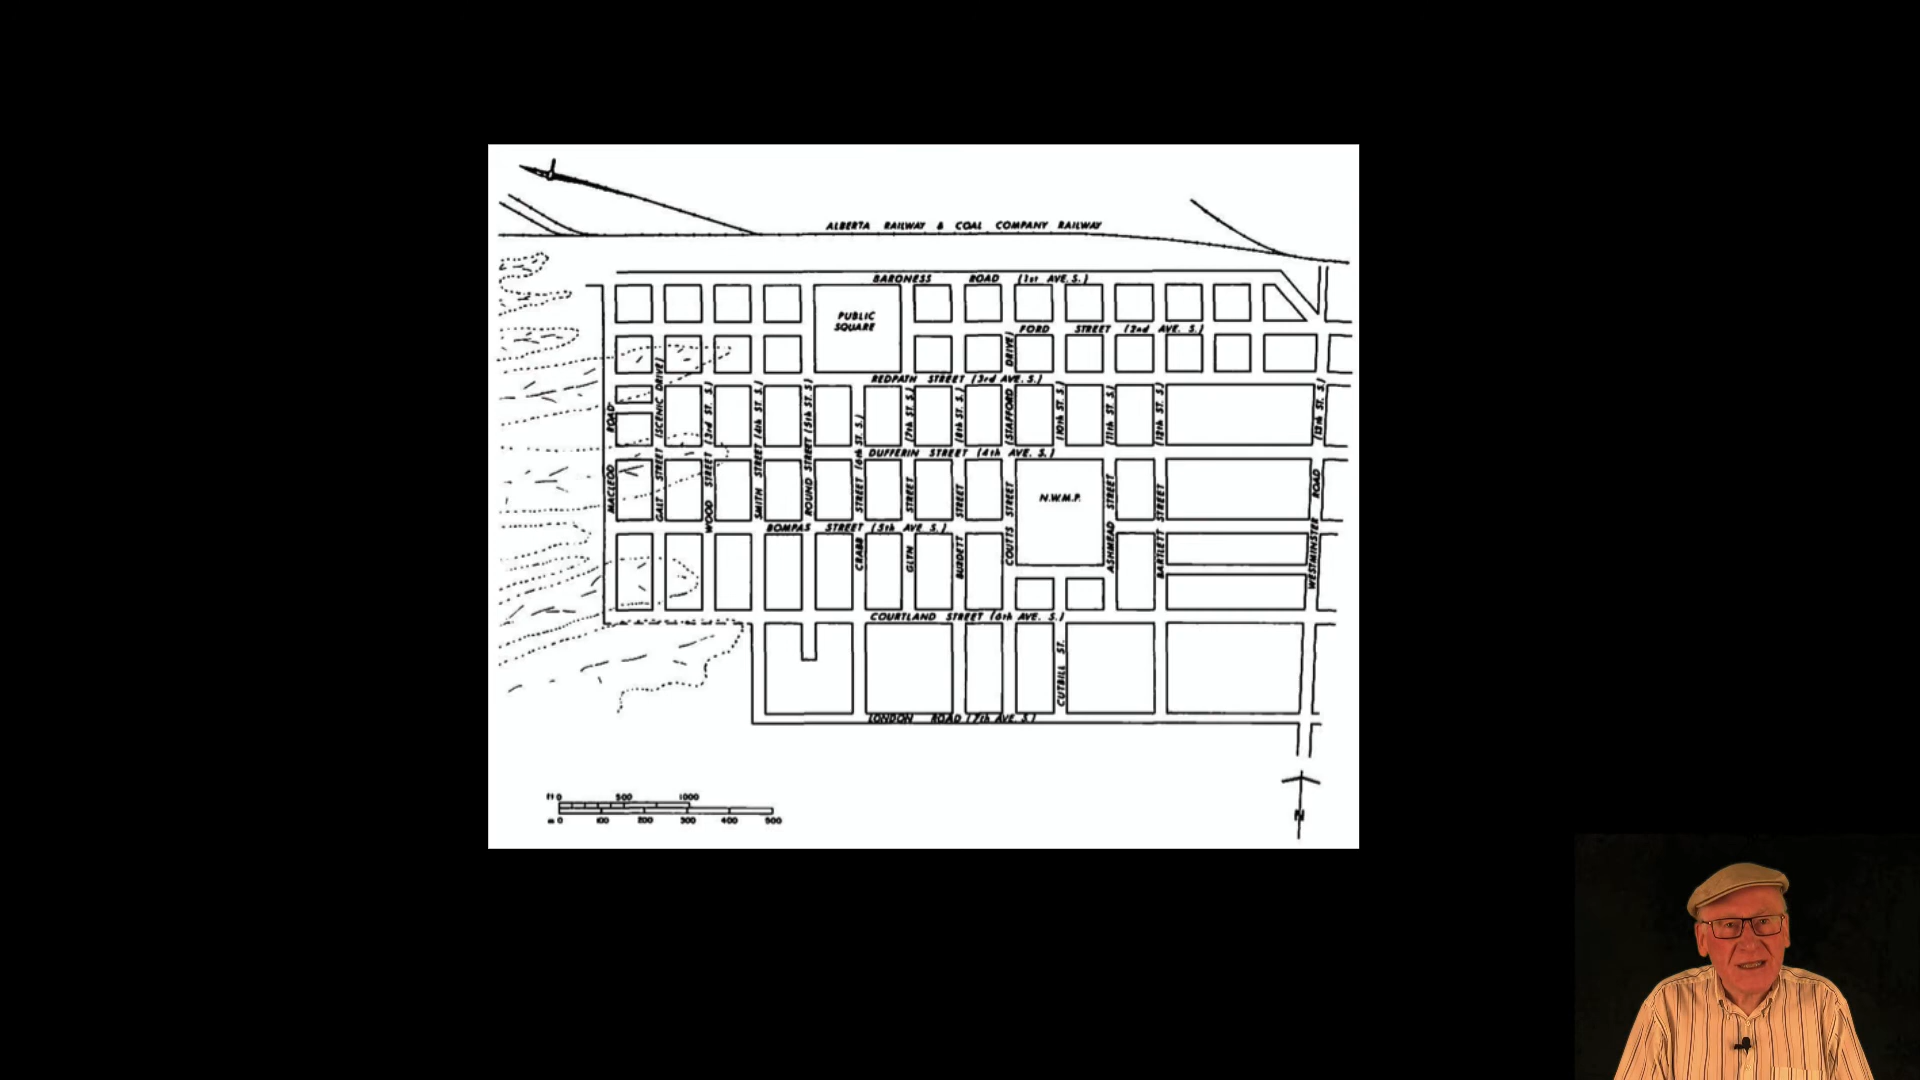 ALBERTA RAILWAY & COAL COMPANY RAILWAY
BARONESS ROAD (1st AVE. S.)
PUBLIC
SQUARE
FORD STREET (2nd AVE. S.)
REDPATH STREET (3rd AVE. S.)
DUFFERIN STREET (4th AVE. S.)
N.W.M.P.
BOMPAS STREET (5th AVE. S.)
COURTLAND STREET (6th AVE. S.)
LONDON ROAD (7th AVE. S.)
MACLEOD ROAD
GALT STREET (SCENIC DRIVE)
WOOD STREET (3rd ST. S.)
SMITH STREET (4th ST. S.)
ROUND STREET (5th ST. S.)
CRABB STREET (6th ST. S.)
GLYN STREET (7th ST. S.)
BURDETT STREET (8th ST. S.)
COUTTS STREET (STAFFORD DRIVE)
(10th ST. S.)
CUTBILL ST.
ASHMEAD STREET (11th ST. S.)
BARTLETT STREET (12th ST. S.)
WESTMINSTER ROAD (13th ST. S.)
ft 0 500 1000
m 0 100 200 300 400 500
N